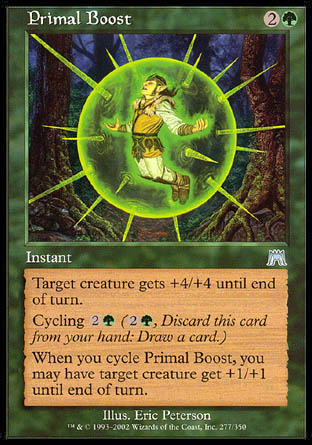 Primal Boost 2
Instant
Target creature gets +4/+4 until end
of turn.
Cycling 2 (2, Discard this card
from your hand: Draw a card.)
When you cycle Primal Boost, you
may have target creature get +1/+1
until end of turn.
Illus. Eric Peterson
™ & © 1993-2002 Wizards of the Coast, Inc. 277/350